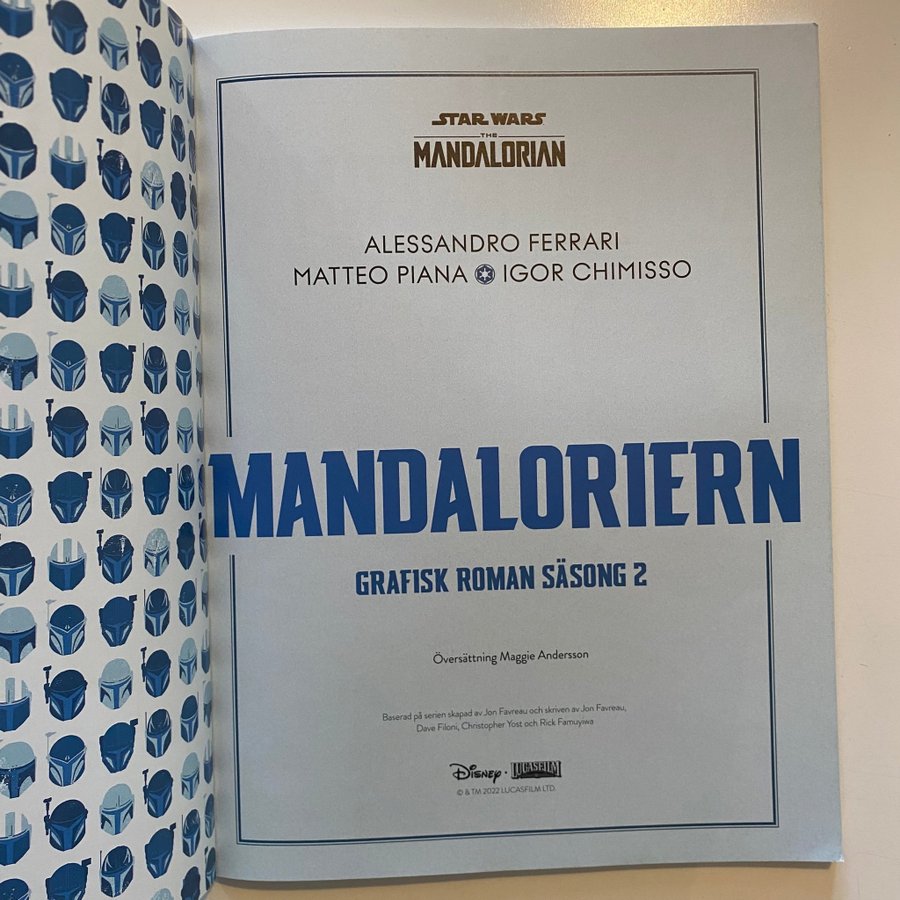 STAR WARS
THE
MANDALORIAN
ALESSANDRO FERRARI
MATTEO PIANA IGOR CHIMISSO
MANDALORIERN
GRAFISK ROMAN SÄSONG 2
Översättning Maggie Andersson
Baserad på serien skapad av Jon Favreau och skriven av Jon Favreau,
Dave Filoni, Christopher Yost och Rick Famuyiwa
Disney · LUCASFILM
© & TM 2022 LUCASFILM LTD.